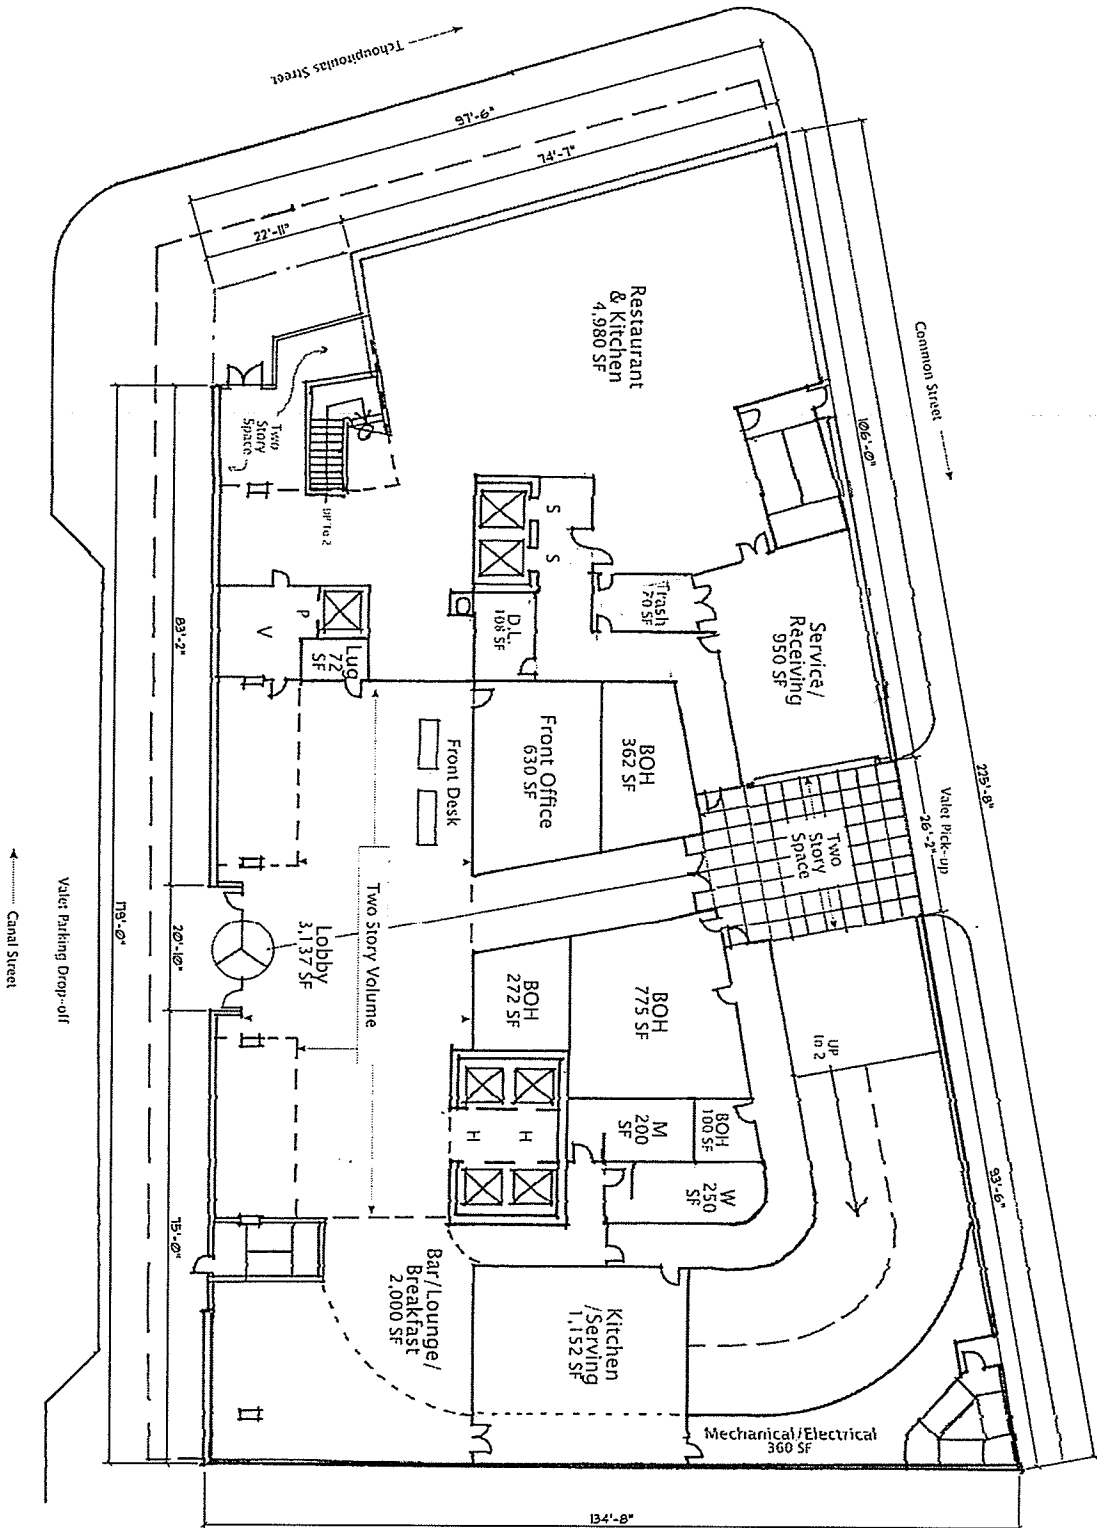 Tchoupitoulas Street
97'-6"
74'-7"
22'-11"
Common Street
106'-0"
225'-8"
Valet Pick-up
26'-2"
93'-6"
Restaurant
& Kitchen
4,980 SF
Two
Story
Space
UP To 2
S
S
Trash
70 SF
D.L.
108 SF
Service/
Receiving
950 SF
P
V
Lug
72
SF
Front Desk
Front Office
630 SF
BOH
362 SF
Two
Story
Space
Two Story Volume
Lobby
3,137 SF
BOH
272 SF
BOH
775 SF
UP
to 2
H
H
M
200
SF
BOH
100 SF
W
250
SF
Bar/Lounge/
Breakfast
2,000 SF
Kitchen
/Serving
1,152 SF
Mechanical/Electrical
360 SF
83'-2"
20'-10"
75'-0"
179'-0"
134'-8"
Valet Parking Drop-off
Canal Street